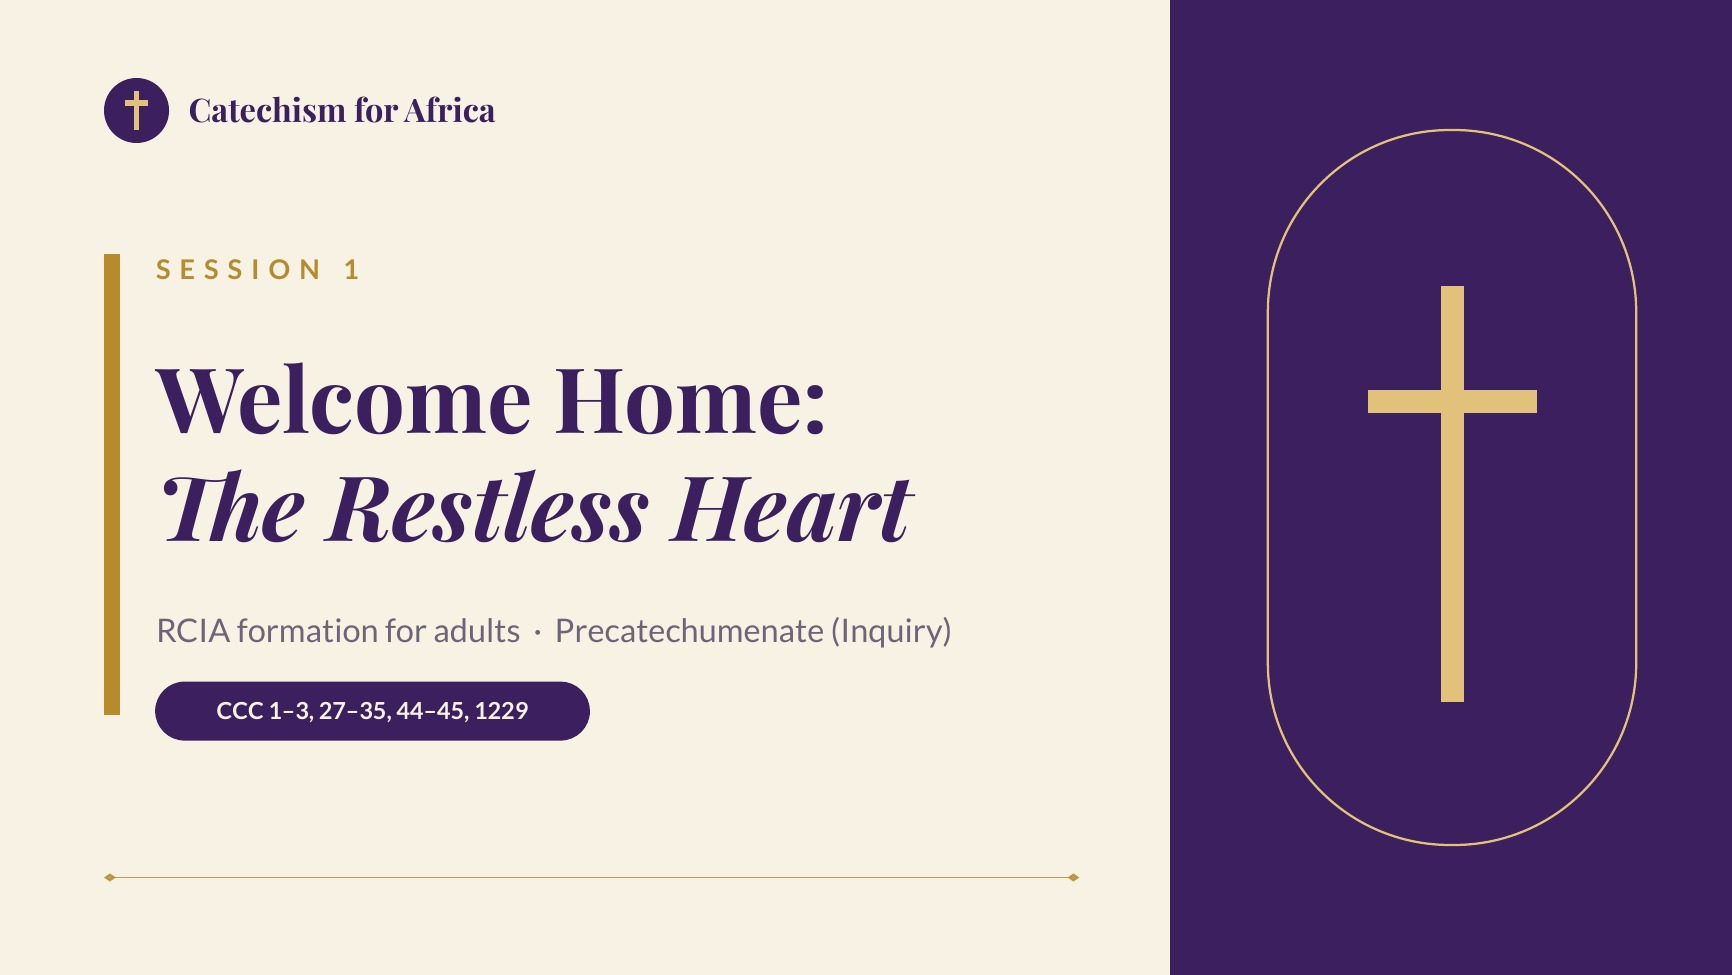 Catechism for Africa
SESSION 1
Welcome Home:
The Restless Heart
RCIA formation for adults · Precatechumenate (Inquiry)
CCC 1–3, 27–35, 44–45, 1229